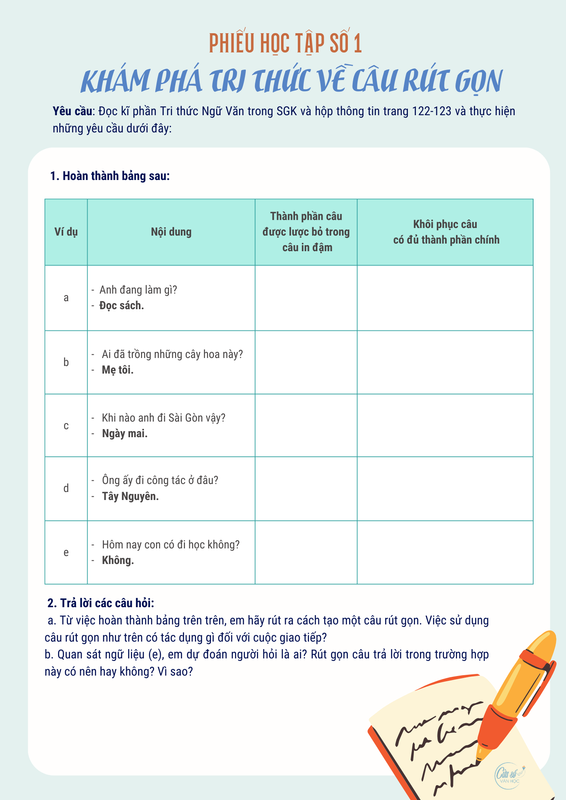 PHIẾU HỌC TẬP SỐ 1
KHÁM PHÁ TRI THỨC VỀ CÂU RÚT GỌN
Yêu cầu: Đọc kĩ phần Tri thức Ngữ Văn trong SGK và hộp thông tin trang 122-123 và thực hiện
những yêu cầu dưới đây:
1. Hoàn thành bảng sau:
Ví dụ
Nội dung
Thành phần câu
được lược bỏ trong
câu in đậm
Khôi phục câu
có đủ thành phần chính
a
- Anh đang làm gì?
- Đọc sách.
b
- Ai đã trồng những cây hoa này?
- Mẹ tôi.
c
- Khi nào anh đi Sài Gòn vậy?
- Ngày mai.
d
- Ông ấy đi công tác ở đâu?
- Tây Nguyên.
e
- Hôm nay con có đi học không?
- Không.
2. Trả lời các câu hỏi:
a. Từ việc hoàn thành bảng trên trên, em hãy rút ra cách tạo một câu rút gọn. Việc sử dụng
câu rút gọn như trên có tác dụng gì đối với cuộc giao tiếp?
b. Quan sát ngữ liệu (e), em dự đoán người hỏi là ai? Rút gọn câu trả lời trong trường hợp
này có nên hay không? Vì sao?